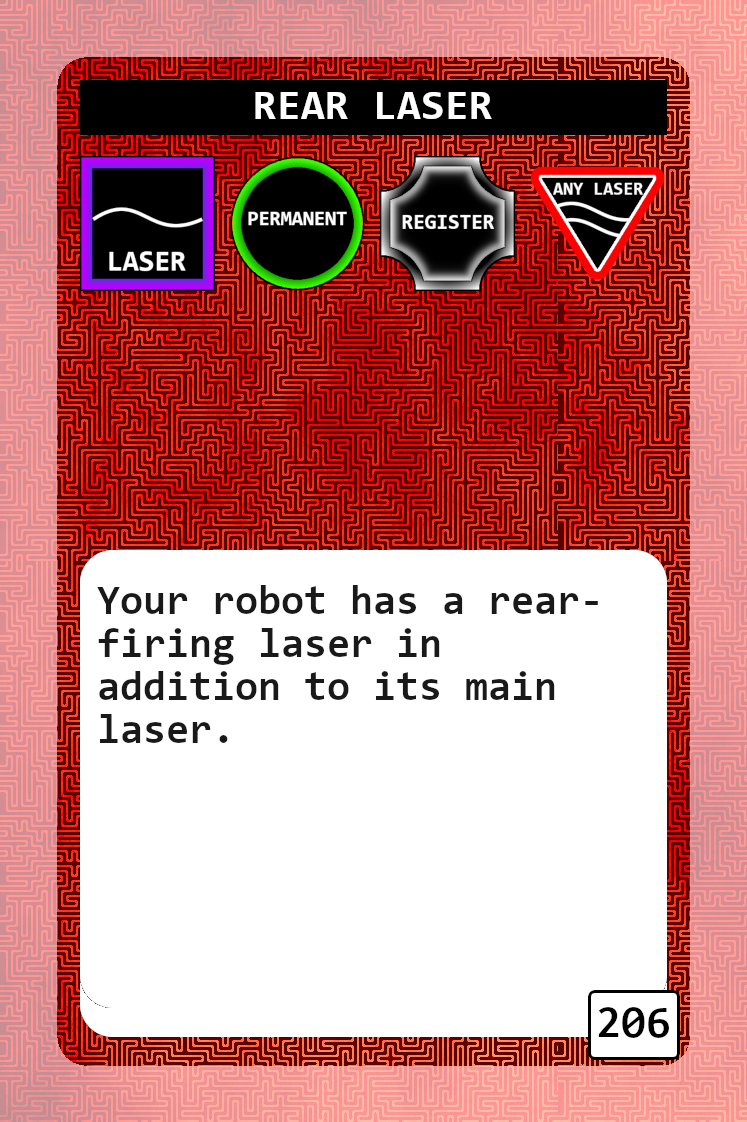 REAR LASER
LASER
PERMANENT
REGISTER
ANY LASER
Your robot has a rear-
firing laser in
addition to its main
laser.
206